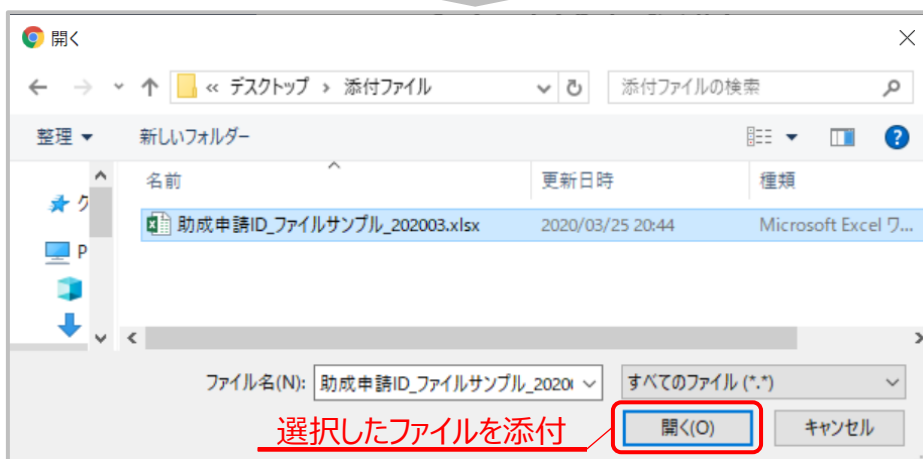 開く
« デスクトップ › 添付ファイル
添付ファイルの検索
整理
新しいフォルダー
名前
更新日時
種類
ク
助成申請ID_ファイルサンプル_202003.xlsx
2020/03/25 20:44
Microsoft Excel ワ...
P
ファイル名(N):
助成申請ID_ファイルサンプル_2020
すべてのファイル (*.*)
選択したファイルを添付
開く(O)
キャンセル